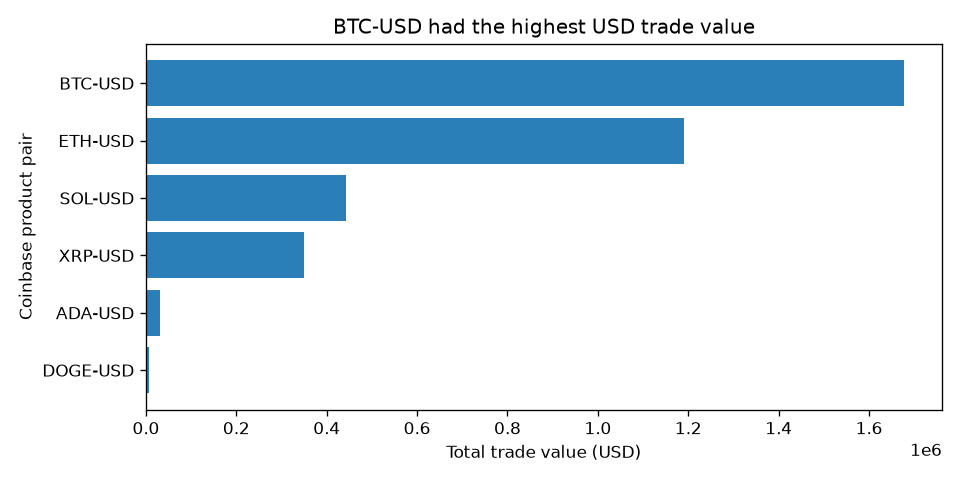 BTC-USD had the highest USD trade value
Coinbase product pair
BTC-USD
ETH-USD
SOL-USD
XRP-USD
ADA-USD
DOGE-USD
0.0 0.2 0.4 0.6 0.8 1.0 1.2 1.4 1.6
1e6
Total trade value (USD)